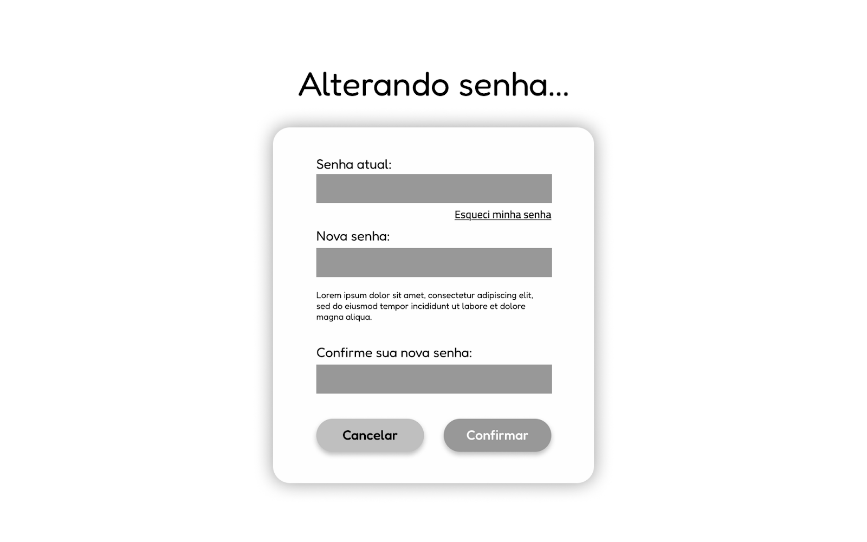 Alterando senha...
Senha atual:
Esqueci minha senha
Nova senha:
Lorem ipsum dolor sit amet, consectetur adipiscing elit,
sed do eiusmod tempor incididunt ut labore et dolore
magna aliqua.
Confirme sua nova senha:
Cancelar
Confirmar